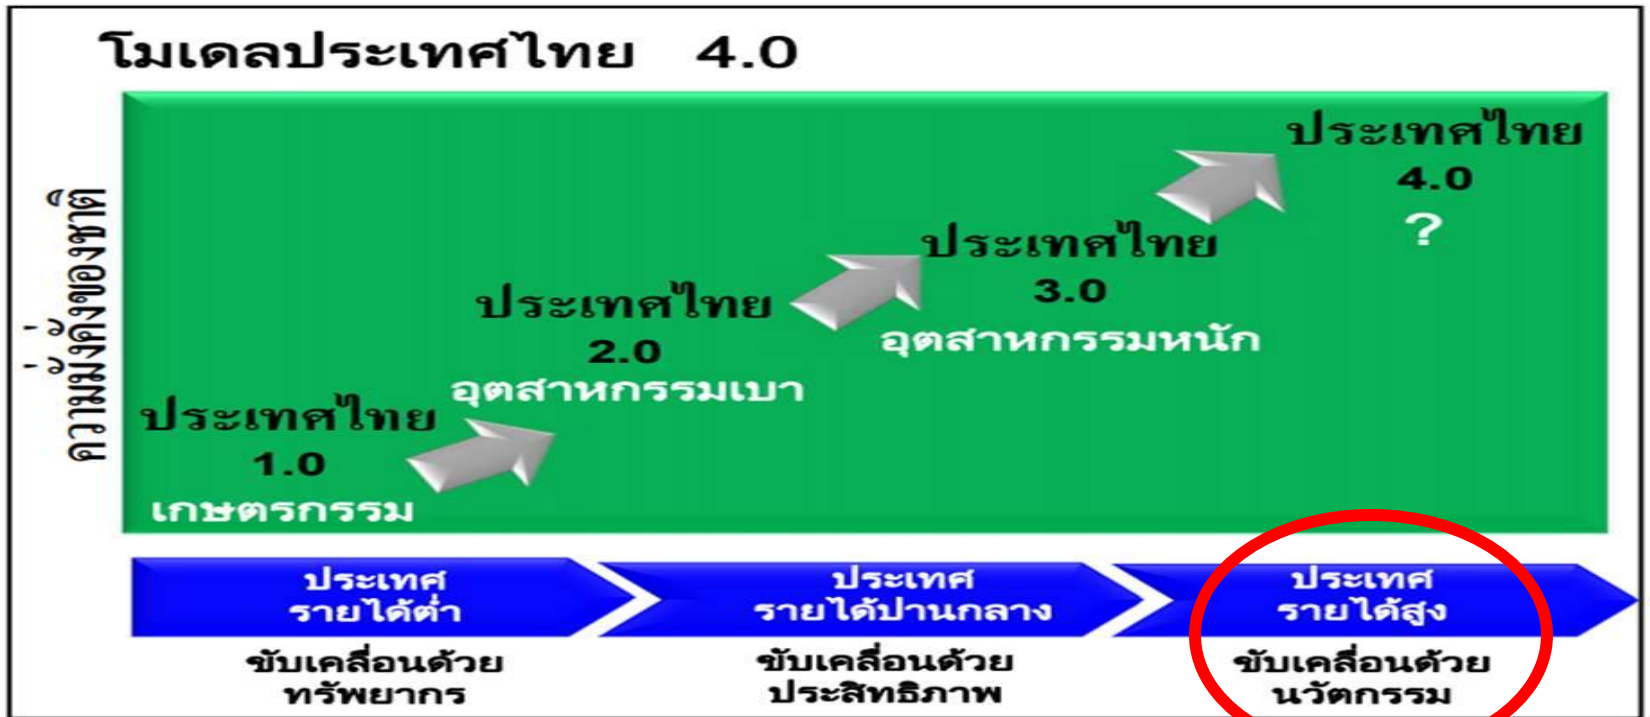 โมเดลประเทศไทย 4.0
ความมั่งคั่งของชาติ
ประเทศไทย
4.0
?
ประเทศไทย
3.0
อุตสาหกรรมหนัก
ประเทศไทย
2.0
อุตสาหกรรมเบา
ประเทศไทย
1.0
เกษตรกรรม
ประเทศ
รายได้ต่ำ
ประเทศ
รายได้ปานกลาง
ประเทศ
รายได้สูง
ขับเคลื่อนด้วย
ทรัพยากร
ขับเคลื่อนด้วย
ประสิทธิภาพ
ขับเคลื่อนด้วย
นวัตกรรม